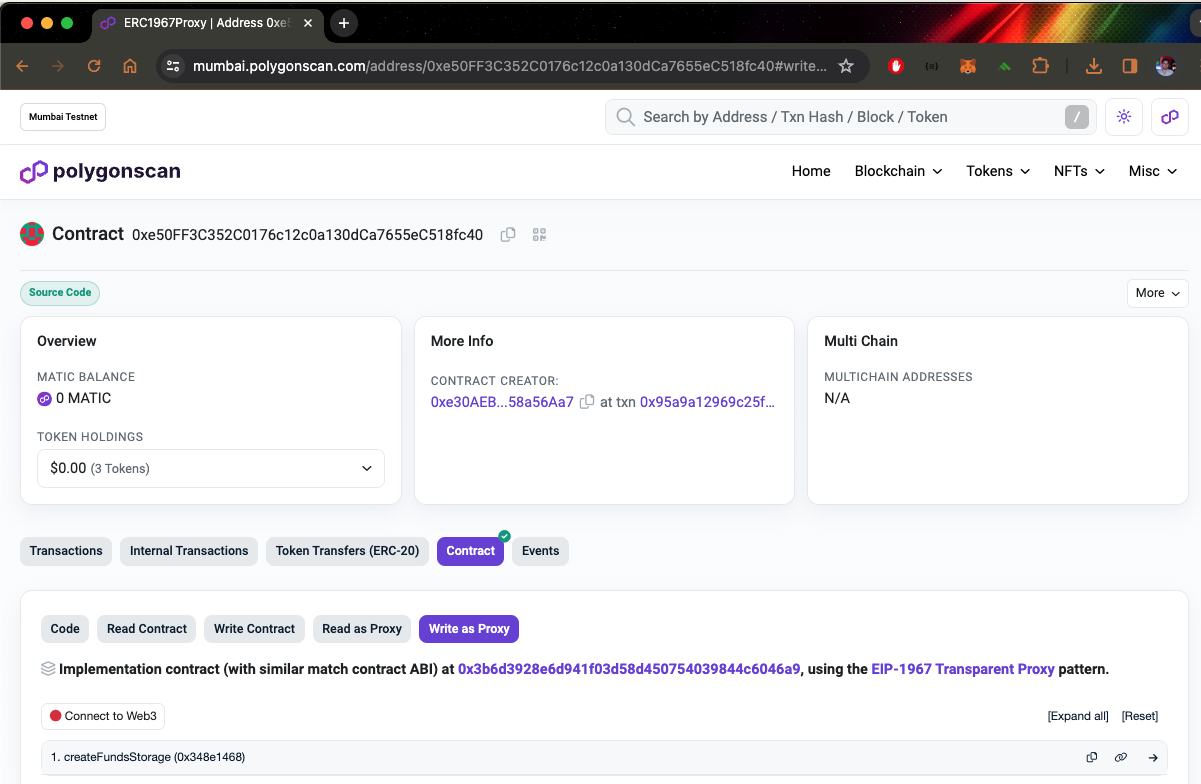 ERC1967Proxy | Address 0xe5
mumbai.polygonscan.com/address/0xe50FF3C352C0176c12c0a130dCa7655eC518fc40#write...
Mumbai Testnet
Search by Address / Txn Hash / Block / Token
/
polygonscan
Home Blockchain Tokens NFTs Misc
Contract 0xe50FF3C352C0176c12c0a130dCa7655eC518fc40
Source Code
More
Overview
MATIC BALANCE
0 MATIC
TOKEN HOLDINGS
$0.00 (3 Tokens)
More Info
CONTRACT CREATOR:
0xe30AEB...58a56Aa7 at txn 0x95a9a12969c25f...
Multi Chain
MULTICHAIN ADDRESSES
N/A
Transactions Internal Transactions Token Transfers (ERC-20) Contract Events
Code Read Contract Write Contract Read as Proxy Write as Proxy
Implementation contract (with similar match contract ABI) at 0x3b6d3928e6d941f03d58d450754039844c6046a9, using the EIP-1967 Transparent Proxy pattern.
Connect to Web3
[Expand all] [Reset]
1. createFundsStorage (0x348e1468)